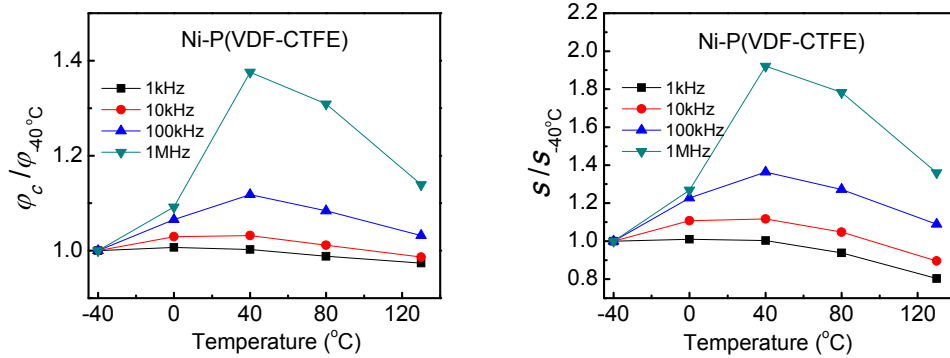 Ni-P(VDF-CTFE)
1kHz
10kHz
100kHz
1MHz
φc /φ-40°C
1.4
1.2
1.0
-40 0 40 80 120
Temperature (°C)
Ni-P(VDF-CTFE)
1kHz
10kHz
100kHz
1MHz
s/s-40°C
2.2
2.0
1.8
1.6
1.4
1.2
1.0
0.8
-40 0 40 80 120
Temperature (°C)